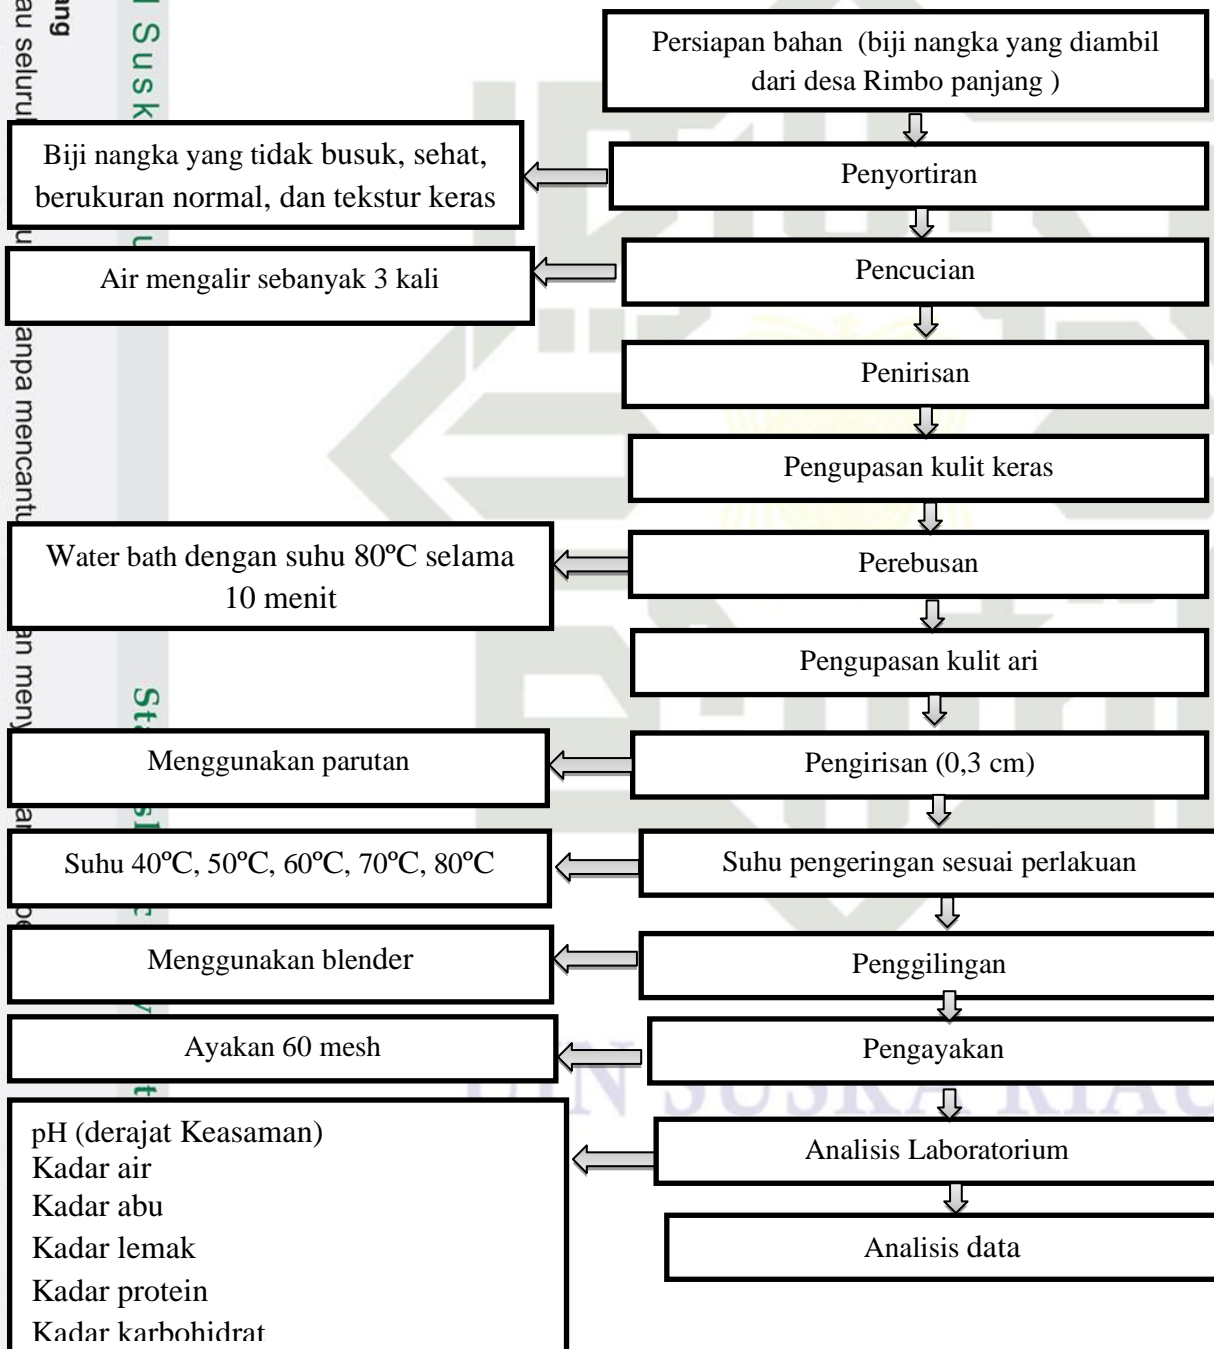 Persiapan bahan (biji nangka yang diambil
dari desa Rimbo panjang )
Biji nangka yang tidak busuk, sehat,
berukuran normal, dan tekstur keras
Penyortiran
Air mengalir sebanyak 3 kali
Pencucian
Penirisan
Pengupasan kulit keras
Water bath dengan suhu 80ºC selama
10 menit
Perebusan
Pengupasan kulit ari
Menggunakan parutan
Pengirisan (0,3 cm)
Suhu 40ºC, 50ºC, 60ºC, 70ºC, 80ºC
Suhu pengeringan sesuai perlakuan
Menggunakan blender
Penggilingan
Ayakan 60 mesh
Pengayakan
UIN SUSKA RIAU
pH (derajat Keasaman)
Kadar air
Kadar abu
Kadar lemak
Kadar protein
Kadar karbohidrat
Analisis Laboratorium
Analisis data